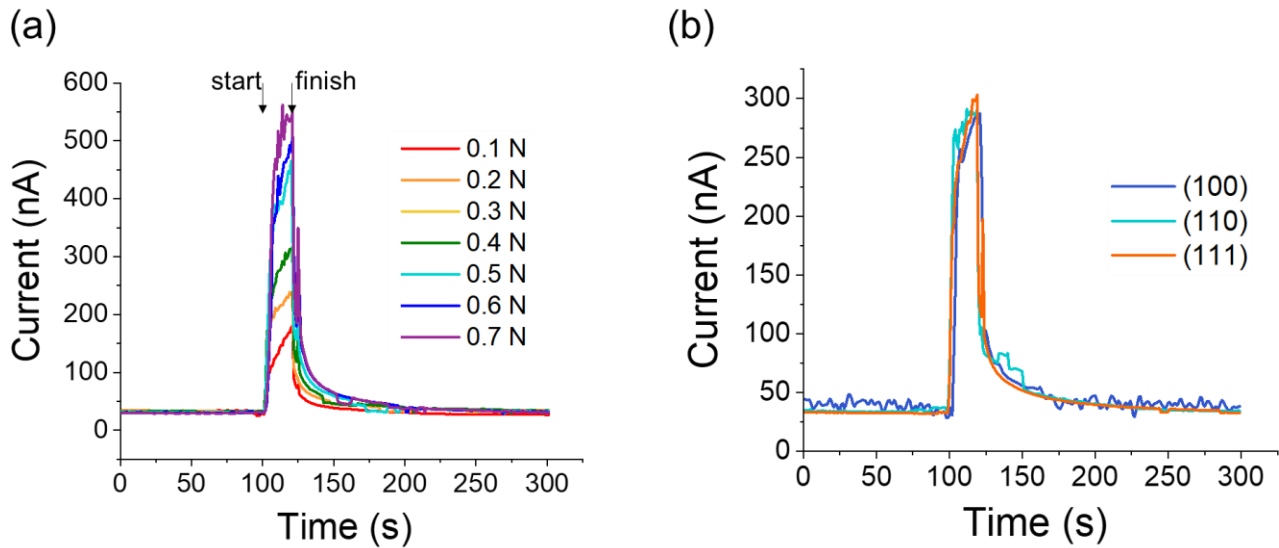 (a)
start finish
600
500
400
300
200
100
0
Current (nA)
0 50 100 150 200 250 300
Time (s)
0.1 N
0.2 N
0.3 N
0.4 N
0.5 N
0.6 N
0.7 N
(b)
300
250
200
150
100
50
0
Current (nA)
0 50 100 150 200 250 300
Time (s)
(100)
(110)
(111)